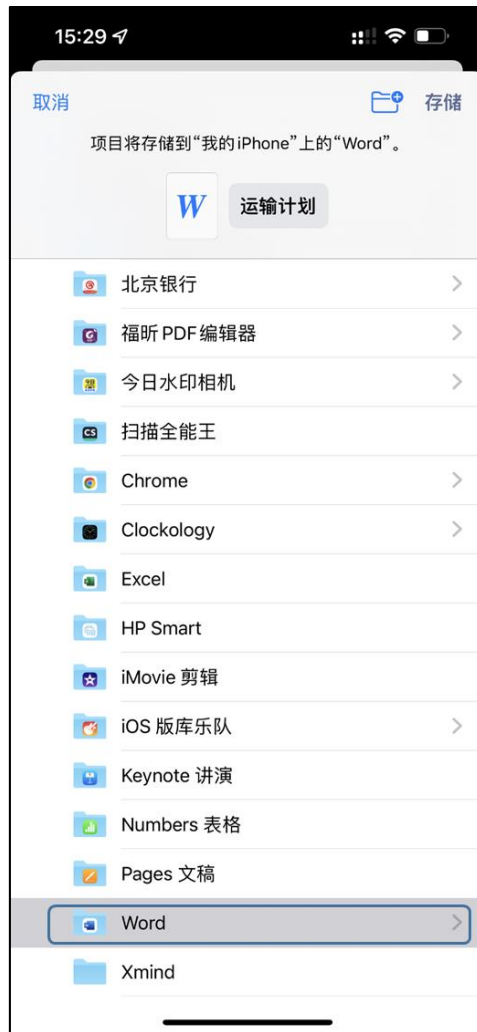 15:29
取消
存储
项目将存储到“我的iPhone”上的“Word”。
W
运输计划
北京银行
福昕PDF编辑器
今日水印相机
CS
扫描全能王
Chrome
Clockology
Excel
HP Smart
iMovie 剪辑
iOS 版库乐队
Keynote 讲演
Numbers 表格
Pages 文稿
Word
Xmind